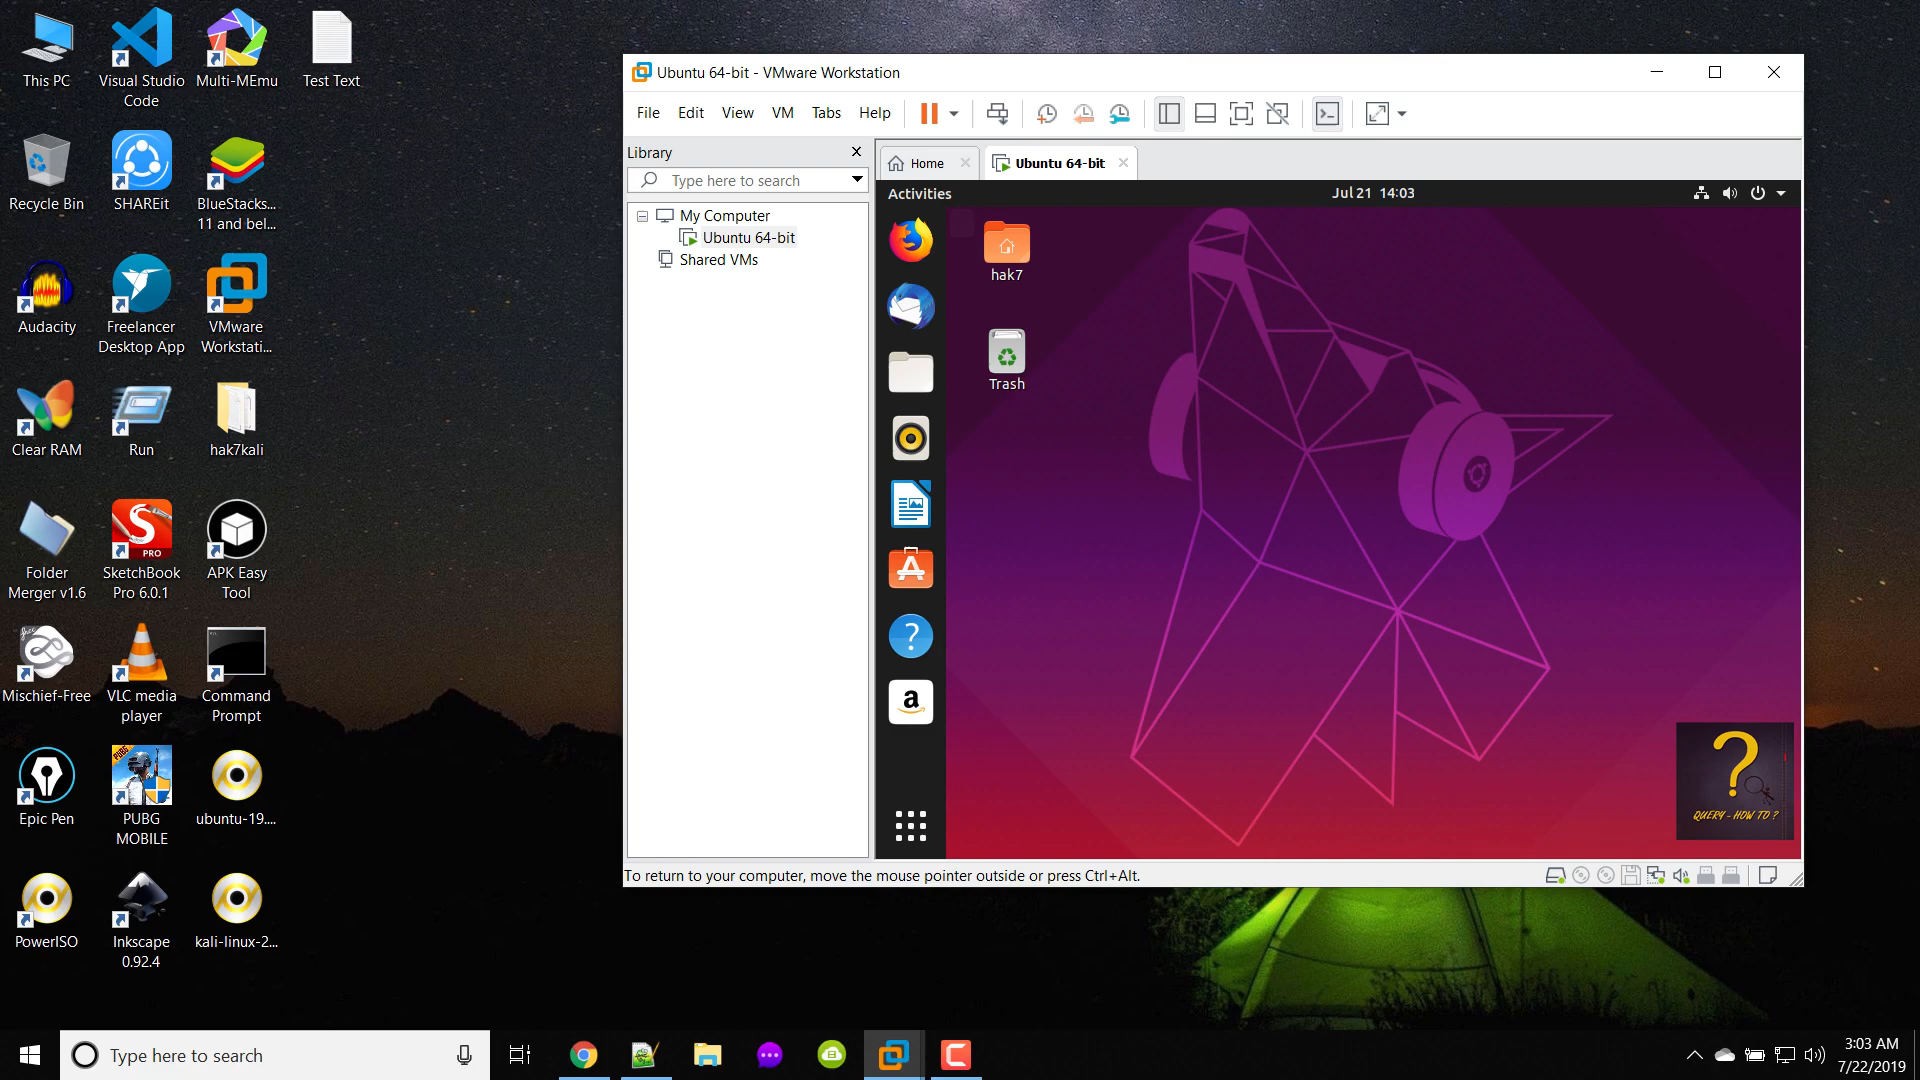 This PC
Visual Studio
Code
Multi-MEmu
Test Text
Recycle Bin
SHAREit
BlueStacks...
11 and bel...
Audacity
Freelancer
Desktop App
VMware
Workstati...
Clear RAM
Run
hak7kali
Folder
Merger v1.6
PRO
SketchBook
Pro 6.0.1
APK Easy
Tool
Mischief-Free
VLC media
player
Command
Prompt
Epic Pen
PUBG
PUBG
MOBILE
ubuntu-19....
PowerISO
Inkscape
0.92.4
kali-linux-2...
Ubuntu 64-bit - VMware Workstation
File Edit View VM Tabs Help
Library
Type here to search
My Computer
Ubuntu 64-bit
Shared VMs
Home
Ubuntu 64-bit
Activities
Jul 21 14:03
hak7
Trash
QUERY - HOW TO ?
To return to your computer, move the mouse pointer outside or press Ctrl+Alt.
Type here to search
3:03 AM
7/22/2019